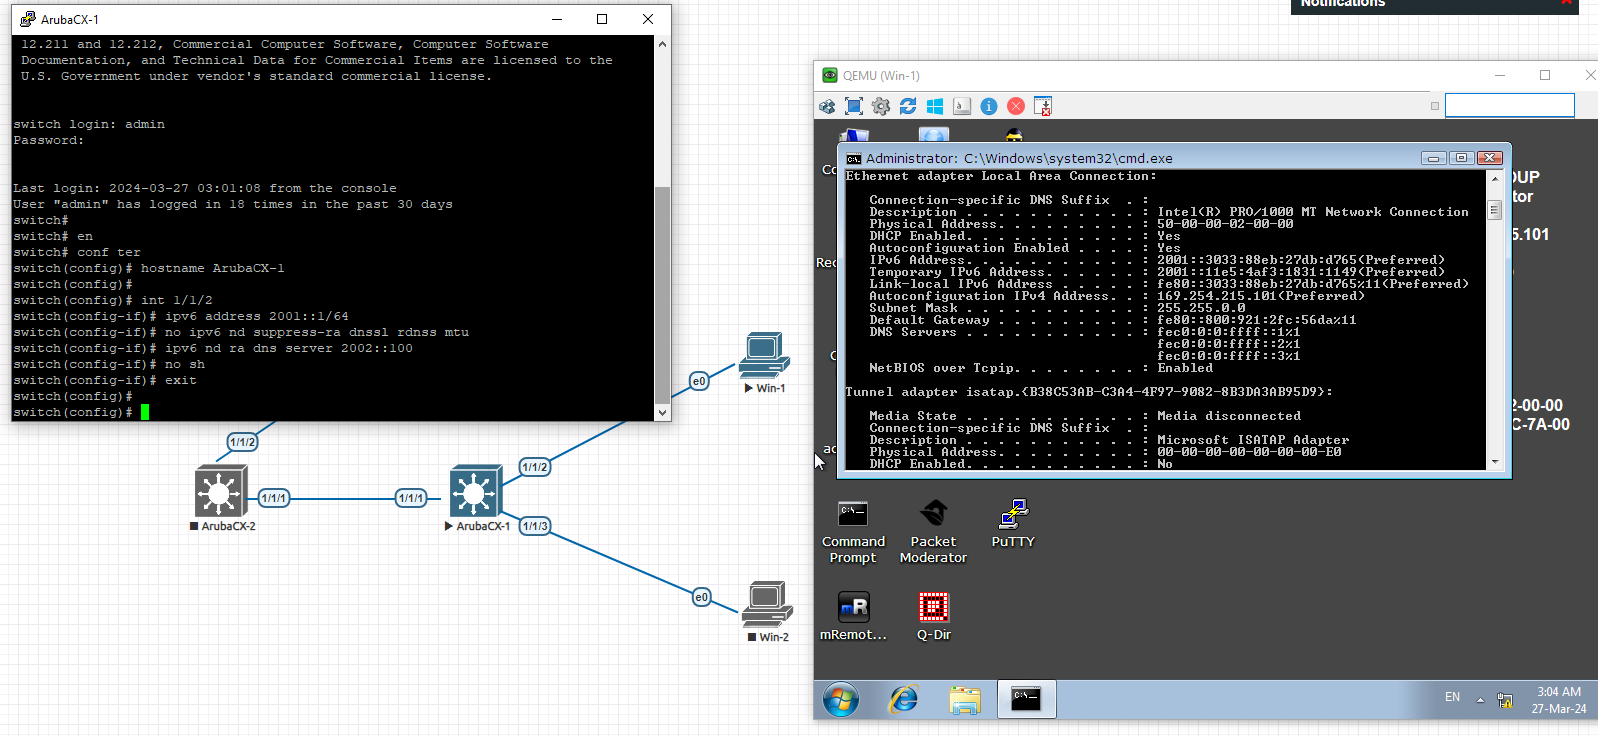 ArubaCX-1
12.211 and 12.212, Commercial Computer Software, Computer Software
Documentation, and Technical Data for Commercial Items are licensed to the
U.S. Government under vendor's standard commercial license.
switch login: admin
Password:
Last login: 2024-03-27 03:01:08 from the console
User "admin" has logged in 18 times in the past 30 days
switch#
switch# en
switch# conf ter
switch(config)# hostname ArubaCX-1
switch(config)#
switch(config)# int 1/1/2
switch(config-if)# ipv6 address 2001::1/64
switch(config-if)# no ipv6 nd suppress-ra dnssl rdnss mtu
switch(config-if)# ipv6 nd ra dns server 2002::100
switch(config-if)# no sh
switch(config-if)# exit
switch(config)#
switch(config)#
1/1/2
1/1/1
ArubaCX-2
1/1/1
1/1/2
ArubaCX-1
1/1/3
e0
Win-1
e0
Win-2
Notifications
QEMU (Win-1)
Administrator: C:\Windows\system32\cmd.exe
Ethernet adapter Local Area Connection:
Connection-specific DNS Suffix . :
Description . . . . . . . . . . . : Intel(R) PRO/1000 MT Network Connection
Physical Address. . . . . . . . . : 50-00-00-02-00-00
DHCP Enabled. . . . . . . . . . . : Yes
Autoconfiguration Enabled . . . . : Yes
IPv6 Address. . . . . . . . . . . : 2001::3033:88eb:27db:d765(Preferred)
Temporary IPv6 Address. . . . . . : 2001::11e5:4af3:1831:1149(Preferred)
Link-local IPv6 Address . . . . . : fe80::3033:88eb:27db:d765%11(Preferred)
Autoconfiguration IPv4 Address. . : 169.254.215.101(Preferred)
Subnet Mask . . . . . . . . . . . : 255.255.0.0
Default Gateway . . . . . . . . . : fe80::800:921:2fc:56da%11
DNS Servers . . . . . . . . . . . : fec0:0:0:ffff::1%1
fec0:0:0:ffff::2%1
fec0:0:0:ffff::3%1
NetBIOS over Tcpip. . . . . . . . : Enabled
Tunnel adapter isatap.{B38C53AB-C3A4-4F97-9082-8B3DA3AB95D9}:
Media State . . . . . . . . . . . : Media disconnected
Connection-specific DNS Suffix . :
Description . . . . . . . . . . . : Microsoft ISATAP Adapter
Physical Address. . . . . . . . . : 00-00-00-00-00-00-00-E0
DHCP Enabled. . . . . . . . . . . : No
Co
Rec
C
ac
OUP
tor
5.101
2-00-00
C-7A-00
Command
Prompt
Packet
Moderator
PuTTY
mRemot...
Q-Dir
EN
3:04 AM
27-Mar-24